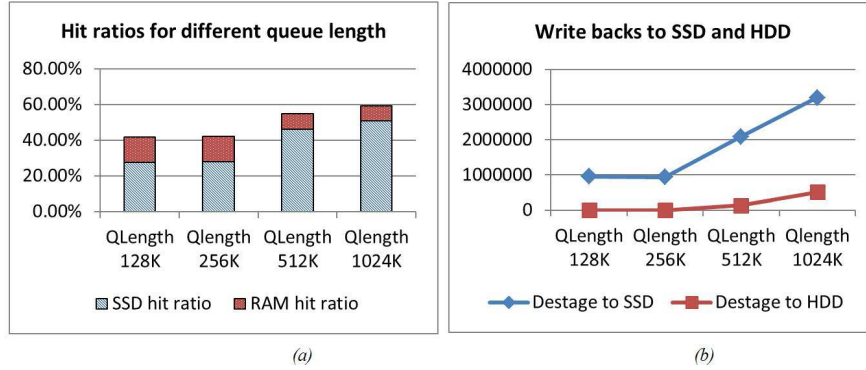 Hit ratios for different queue length
80.00%
60.00%
40.00%
20.00%
0.00%
QLength Qlength QLength Qlength
128K 256K 512K 1024K
SSD hit ratio RAM hit ratio
(a)
Write backs to SSD and HDD
4000000
3000000
2000000
1000000
0
QLength Qlength QLength Qlength
128K 256K 512K 1024K
Destage to SSD Destage to HDD
(b)